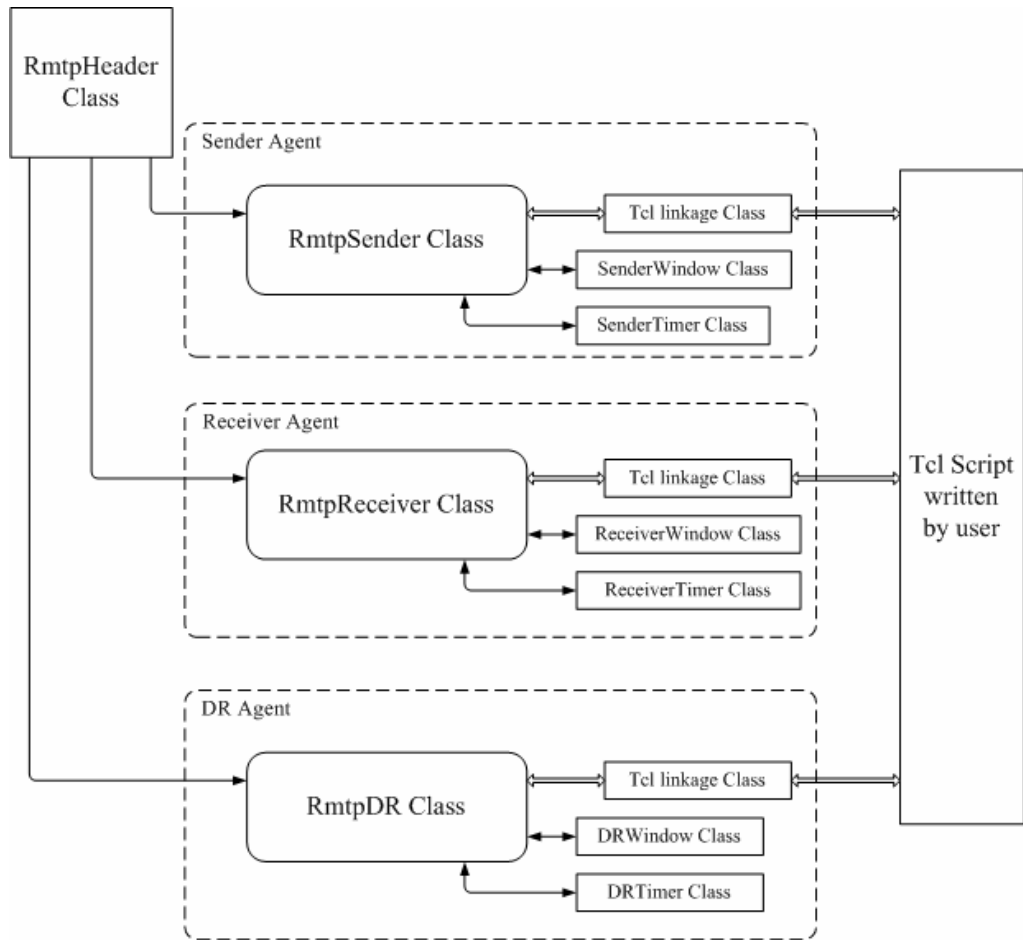 RmtpHeader
Class
Sender Agent
RmtpSender Class
Tcl linkage Class
SenderWindow Class
SenderTimer Class
Receiver Agent
RmtpReceiver Class
Tcl linkage Class
ReceiverWindow Class
ReceiverTimer Class
Tcl Script
written
by user
DR Agent
RmtpDR Class
Tcl linkage Class
DRWindow Class
DRTimer Class